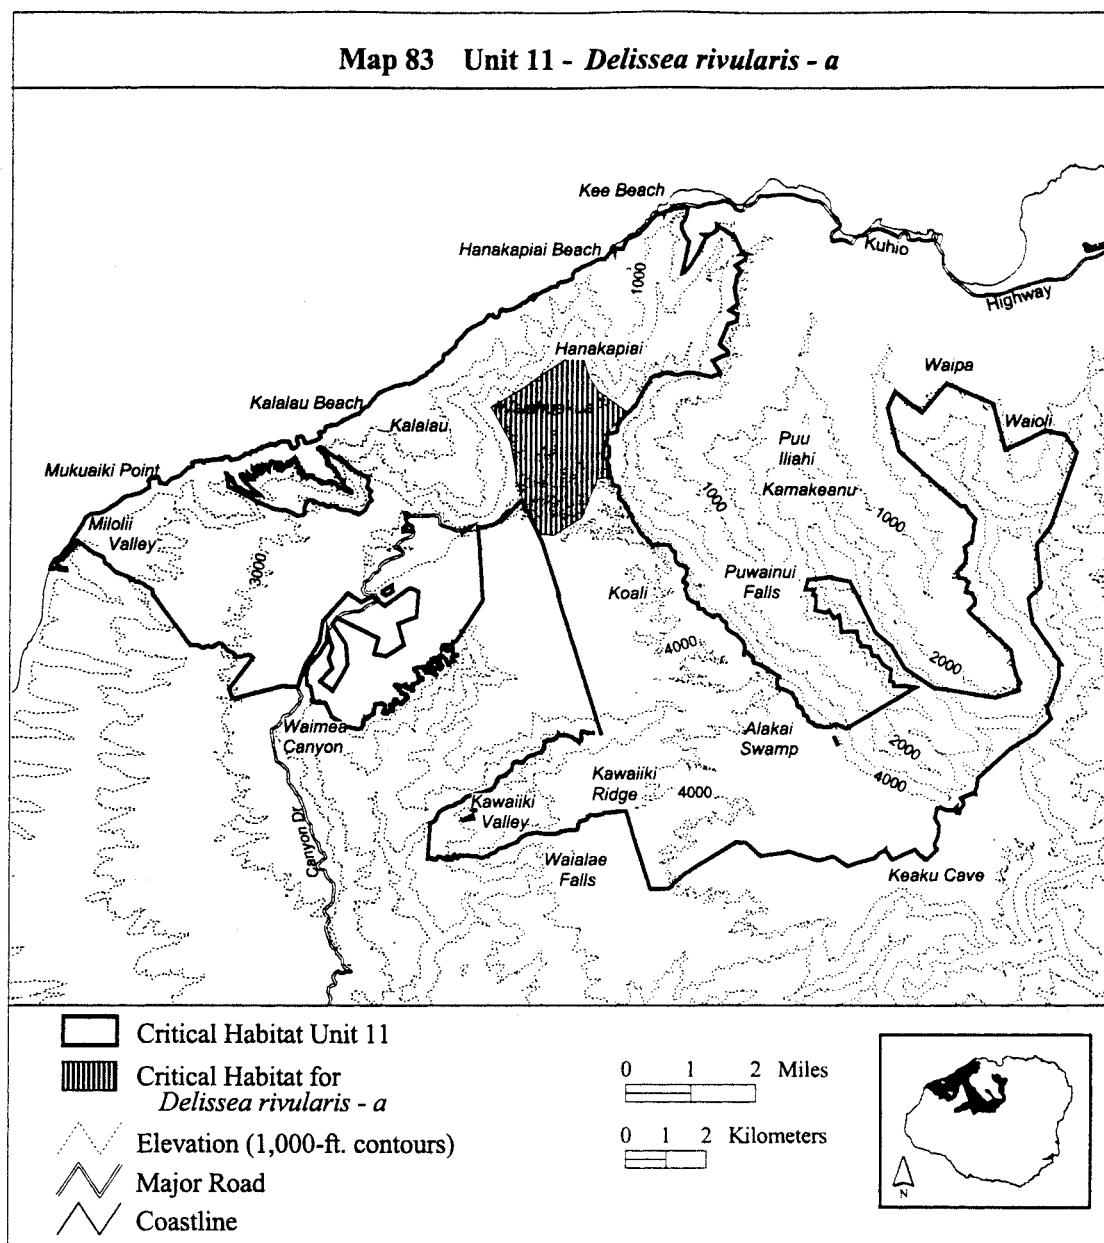 Map 83 Unit 11 - Delissea rivularis - a
Kee Beach
Hanakapiai Beach
Kuhio
Highway
1000
Hanakapiai
Waipa
Kalalau Beach
Kalalau
Waioli
Puu
Iliahi
Mukuaiki Point
Kamakeanu
1000
1000
Milolii
Valley
3000
Puwainui
Falls
Koali
4000
2000
Waimea
Canyon
Alakai
Swamp
2000
4000
Kawaiiki
Ridge
4000
Kawaiiki
Valley
Canyon Dr
Waialae
Falls
Keaku Cave
Critical Habitat Unit 11
Critical Habitat for
Delissea rivularis - a
Elevation (1,000-ft. contours)
Major Road
Coastline
0 1 2 Miles
0 1 2 Kilometers
N